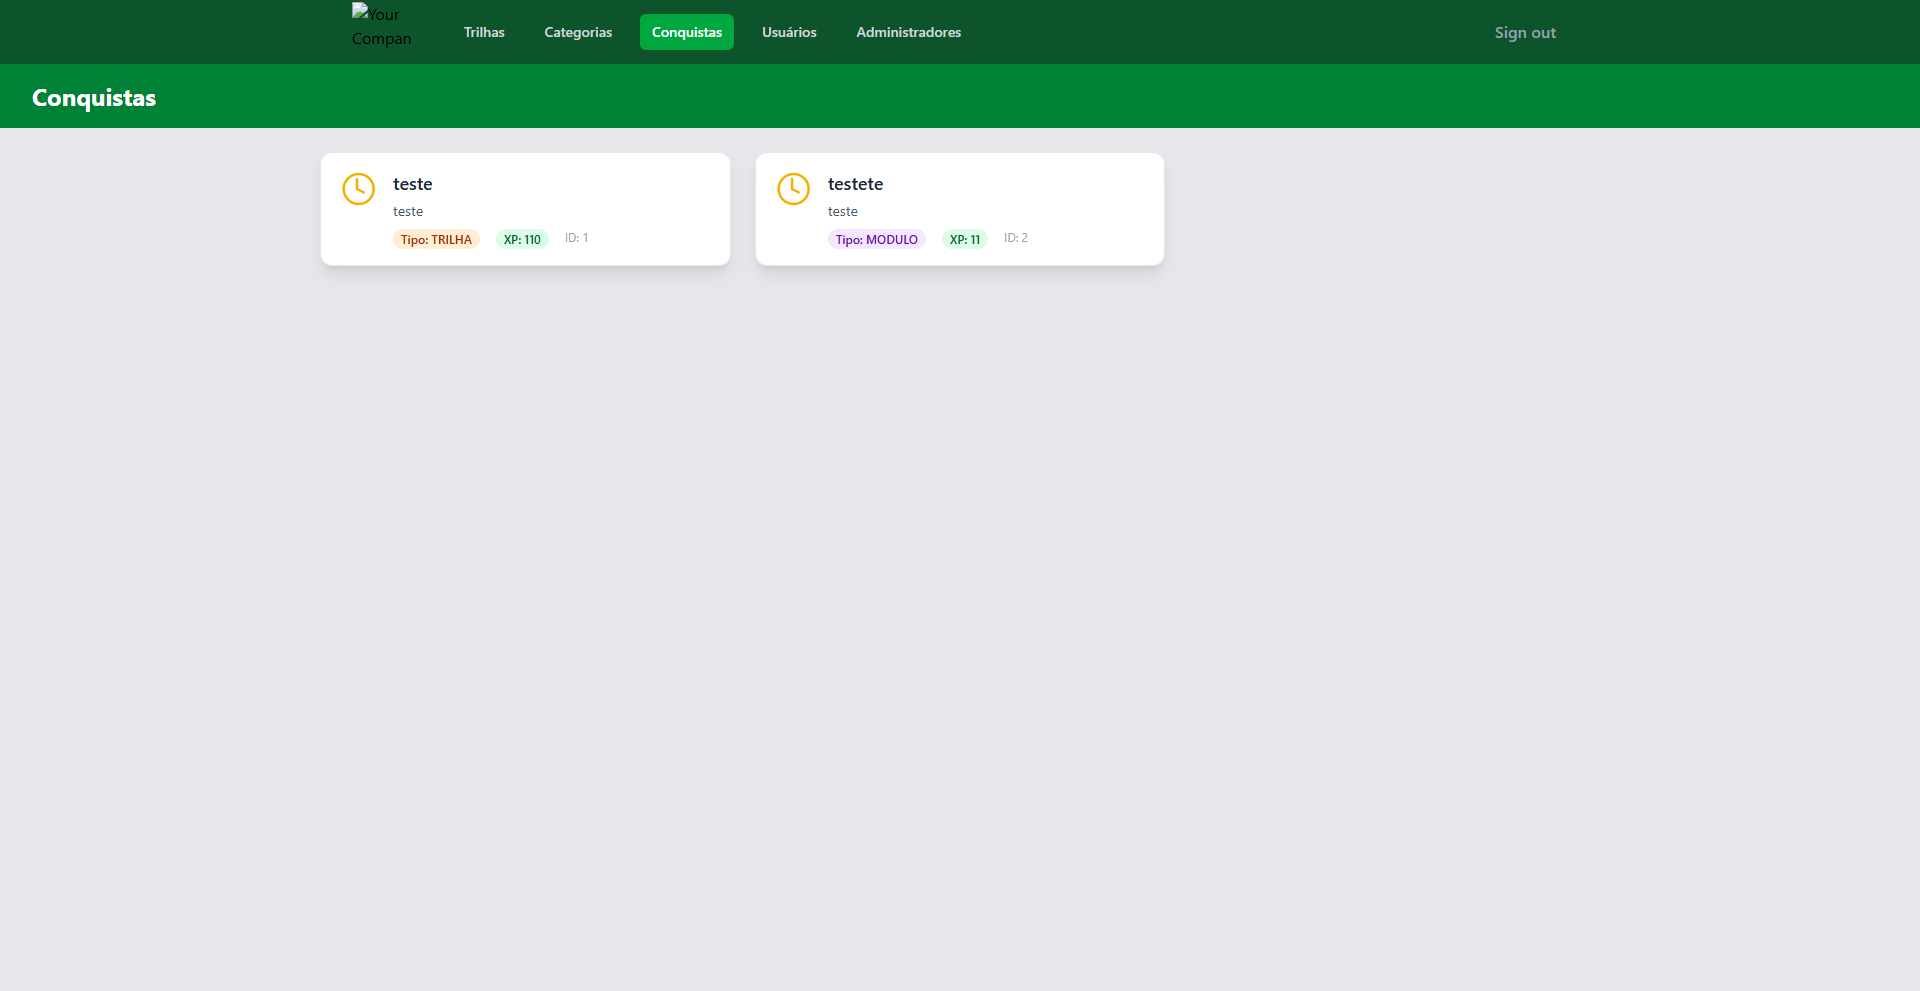 Your
Compan
Trilhas
Categorias
Conquistas
Usuários
Administradores
Sign out
Conquistas
teste
teste
Tipo: TRILHA
XP: 110
ID: 1
testete
teste
Tipo: MODULO
XP: 11
ID: 2